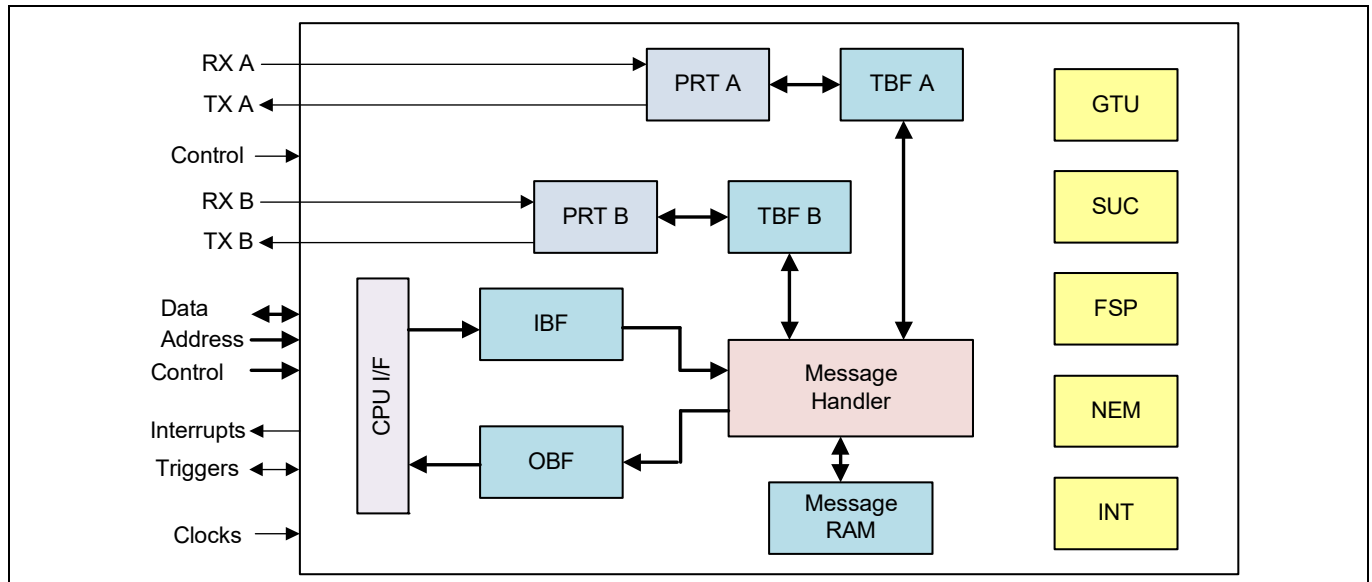 RX A
TX A
Control
RX B
TX B
Data
Address
Control
Interrupts
Triggers
Clocks
PRT A
TBF A
PRT B
TBF B
CPU I/F
IBF
OBF
Message
Handler
Message
RAM
GTU
SUC
FSP
NEM
INT